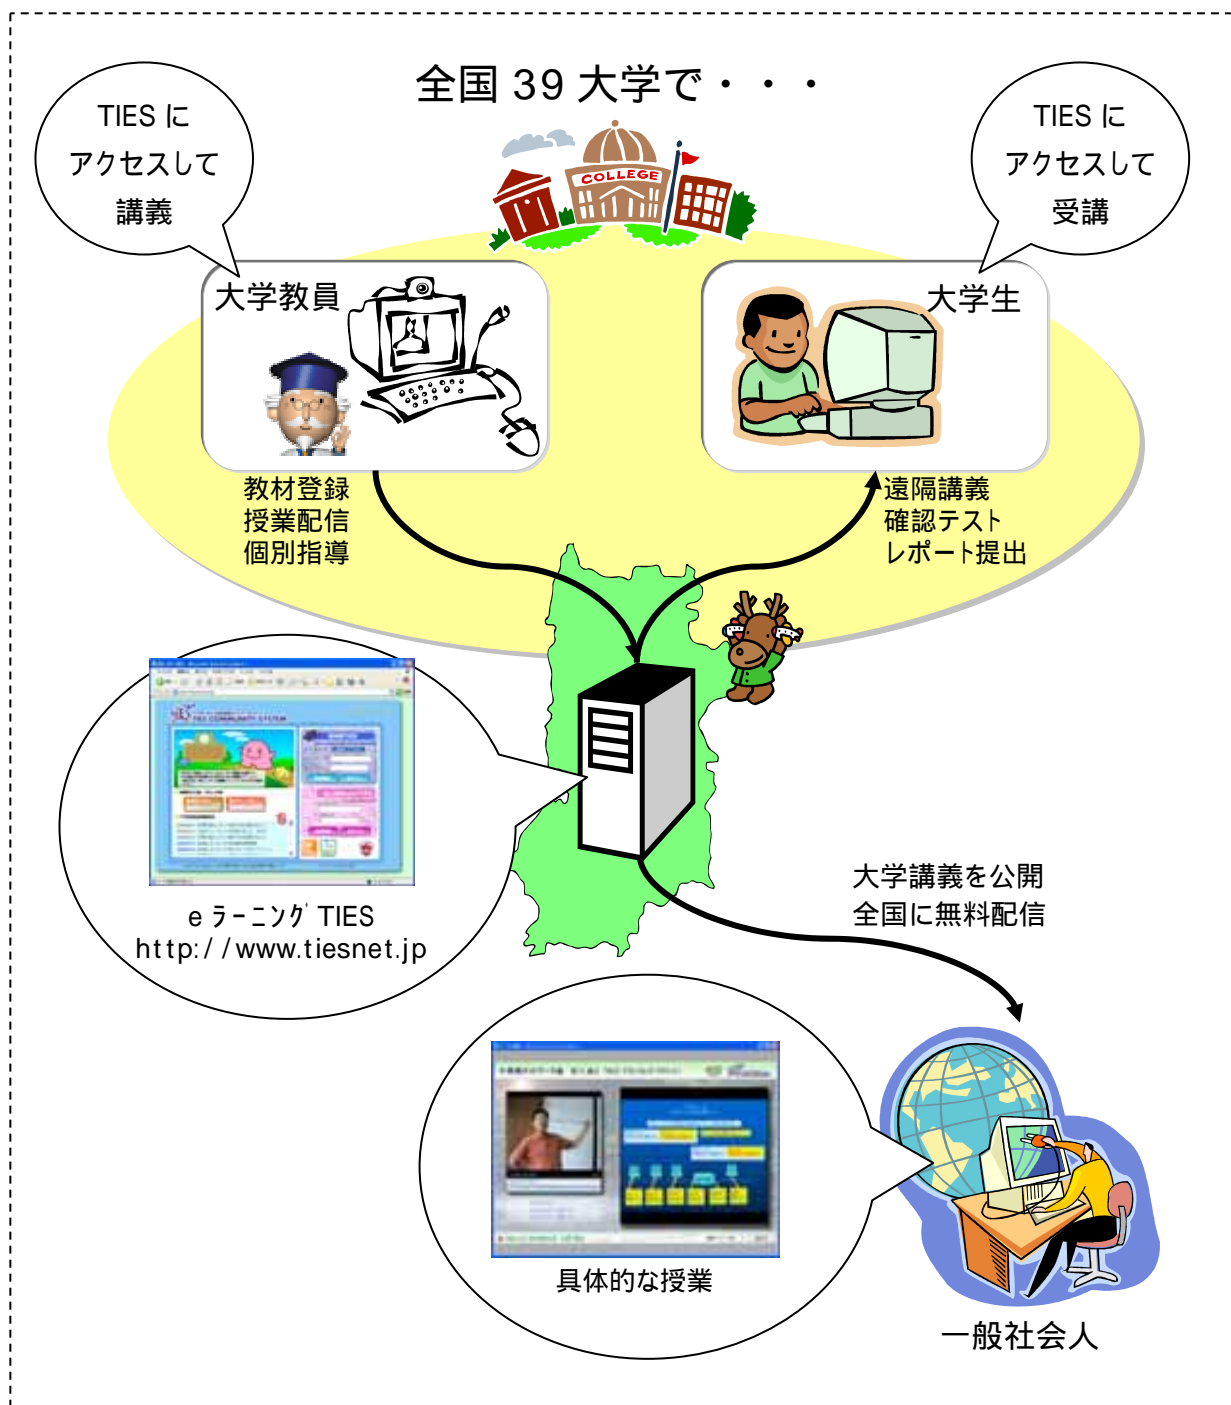 全国 39 大学で・・・
TIES に
アクセスして
講義
TIES に
アクセスして
受講
COLLEGE
大学教員
大学生
教材登録
授業配信
個別指導
遠隔講義
確認テスト
レポート提出
TIES COMMUNITY SYSTEM
e ラーニング TIES
http://www.tiesnet.jp
大学講義を公開
全国に無料配信
具体的な授業
一般社会人